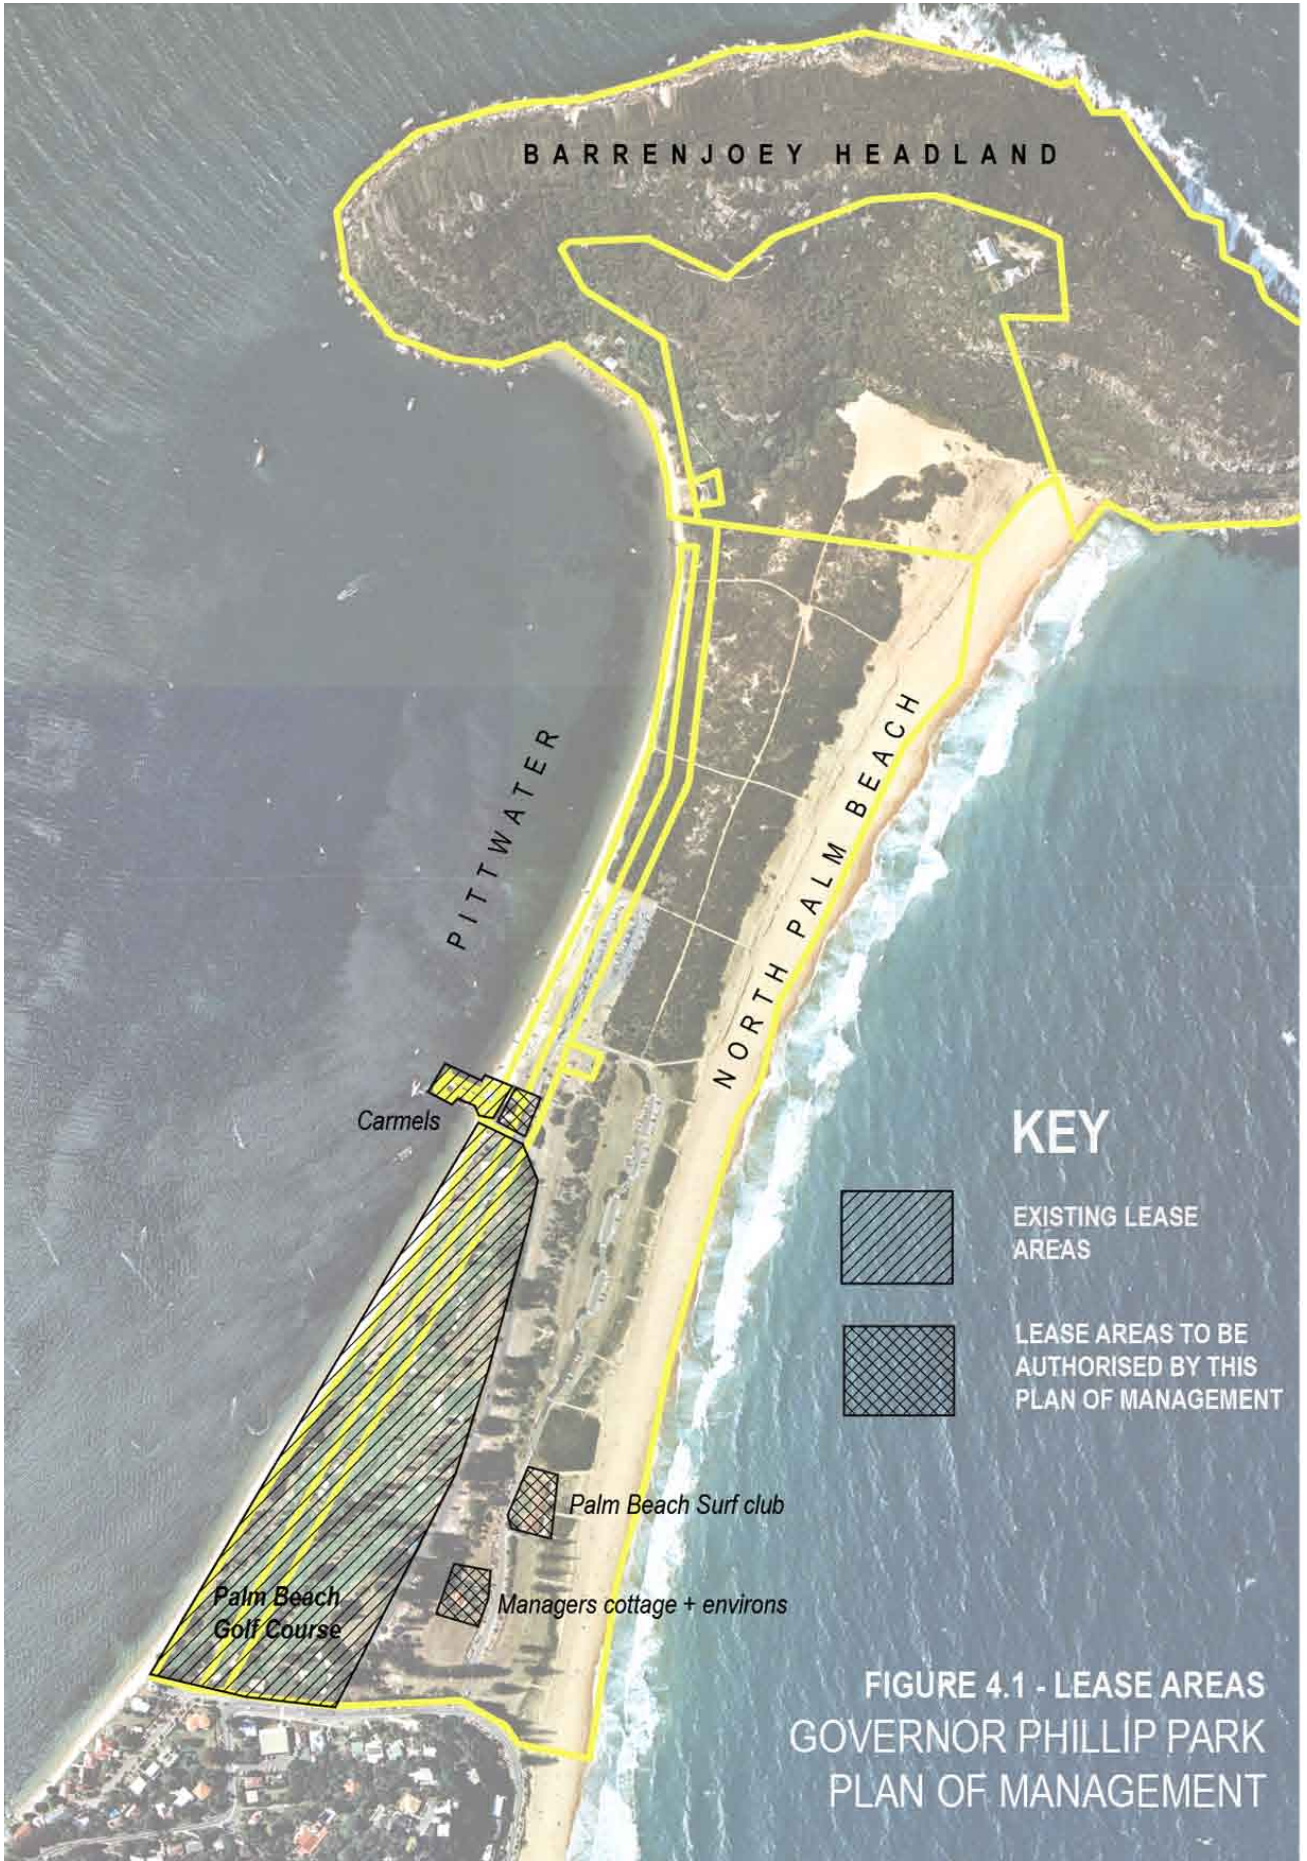 BARRENJOEY HEADLAND
PITTWATER
NORTH PALM BEACH
Carmels
KEY
EXISTING LEASE
AREAS
LEASE AREAS TO BE
AUTHORISED BY THIS
PLAN OF MANAGEMENT
Palm Beach Surf club
Managers cottage + environs
Palm Beach
Golf Course
FIGURE 4.1 - LEASE AREAS
GOVERNOR PHILLIP PARK
PLAN OF MANAGEMENT